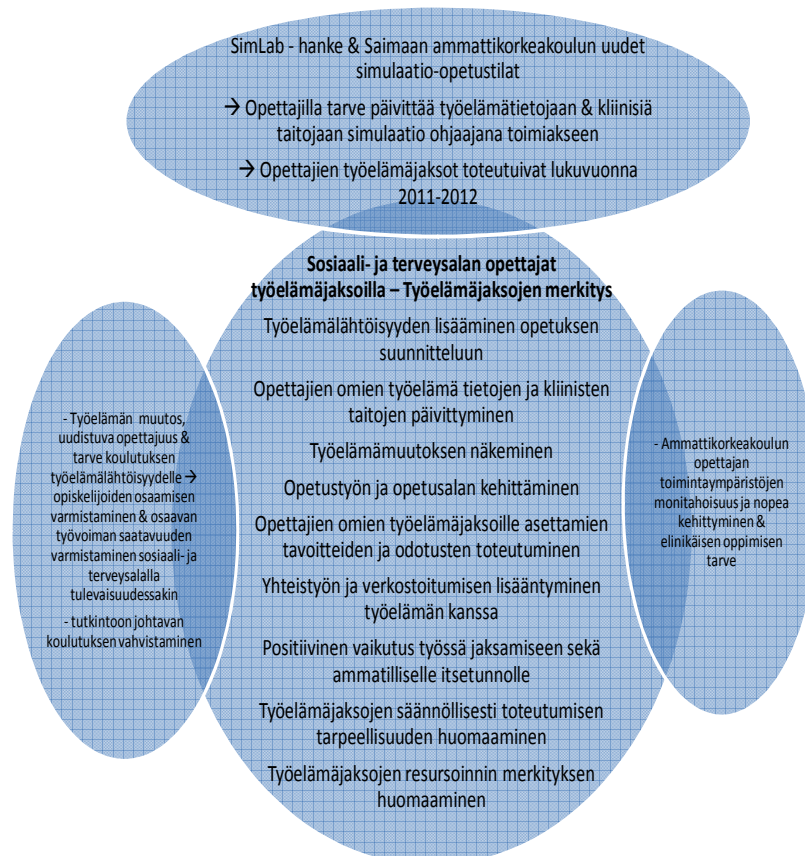 SimLab - hanke & Saimaan ammattikorkeakoulun uudet
simulaatio-opetustilat
→ Opettajilla tarve päivittää työelämätietojaan & kliinisiä
taitojaan simulaatio ohjaajana toimiakseen
→ Opettajien työelämäjaksot toteutuivat lukuvuonna
2011-2012
Sosiaali- ja terveysalan opettajat
työelämäjaksoilla – Työelämäjaksojen merkitys
Työelämälähtöisyyden lisääminen opetuksen
suunnitteluun
Opettajien omien työelämä tietojen ja kliinisten
taitojen päivittyminen
Työelämämuutoksen näkeminen
Opetustyön ja opetusalan kehittäminen
Opettajien omien työelämäjaksoille asettamien
tavoitteiden ja odotusten toteutuminen
Yhteistyön ja verkostoitumisen lisääntyminen
työelämän kanssa
Positiivinen vaikutus työssä jaksamiseen sekä
ammatilliselle itsetunnolle
Työelämäjaksojen säännöllisesti toteutumisen
tarpeellisuuden huomaaminen
Työelämäjaksojen resursoinnin merkityksen
huomaaminen
- Työelämän muutos,
uudistuva opettajuus &
tarve koulutuksen
työelämälähtöisyydelle →
opiskelijoiden osaamisen
varmistaminen & osaavan
työvoiman saatavuuden
varmistaminen sosiaali- ja
terveysalalla
tulevaisuudessakin
- tutkintoon johtavan
koulutuksen vahvistaminen
- Ammattikorkeakoulun
opettajan
toimintaympäristöjen
monitahoisuus ja nopea
kehittyminen &
elinikäisen oppimisen
tarve